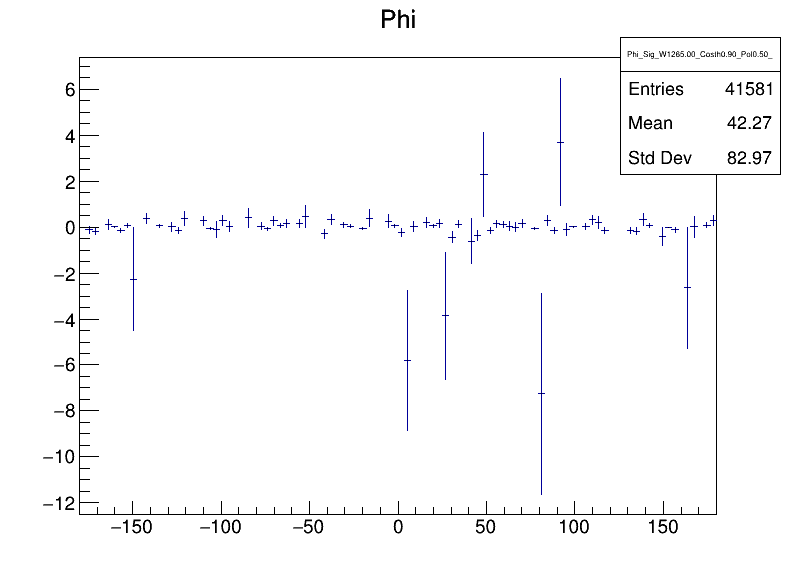 Phi
Phi_Sig_W1265.00_Costh0.90_Pol0.50_
Entries 41581
Mean 42.27
Std Dev 82.97
6
4
2
0
−2
−4
−6
−8
−10
−12
−150 −100 −50 0 50 100 150